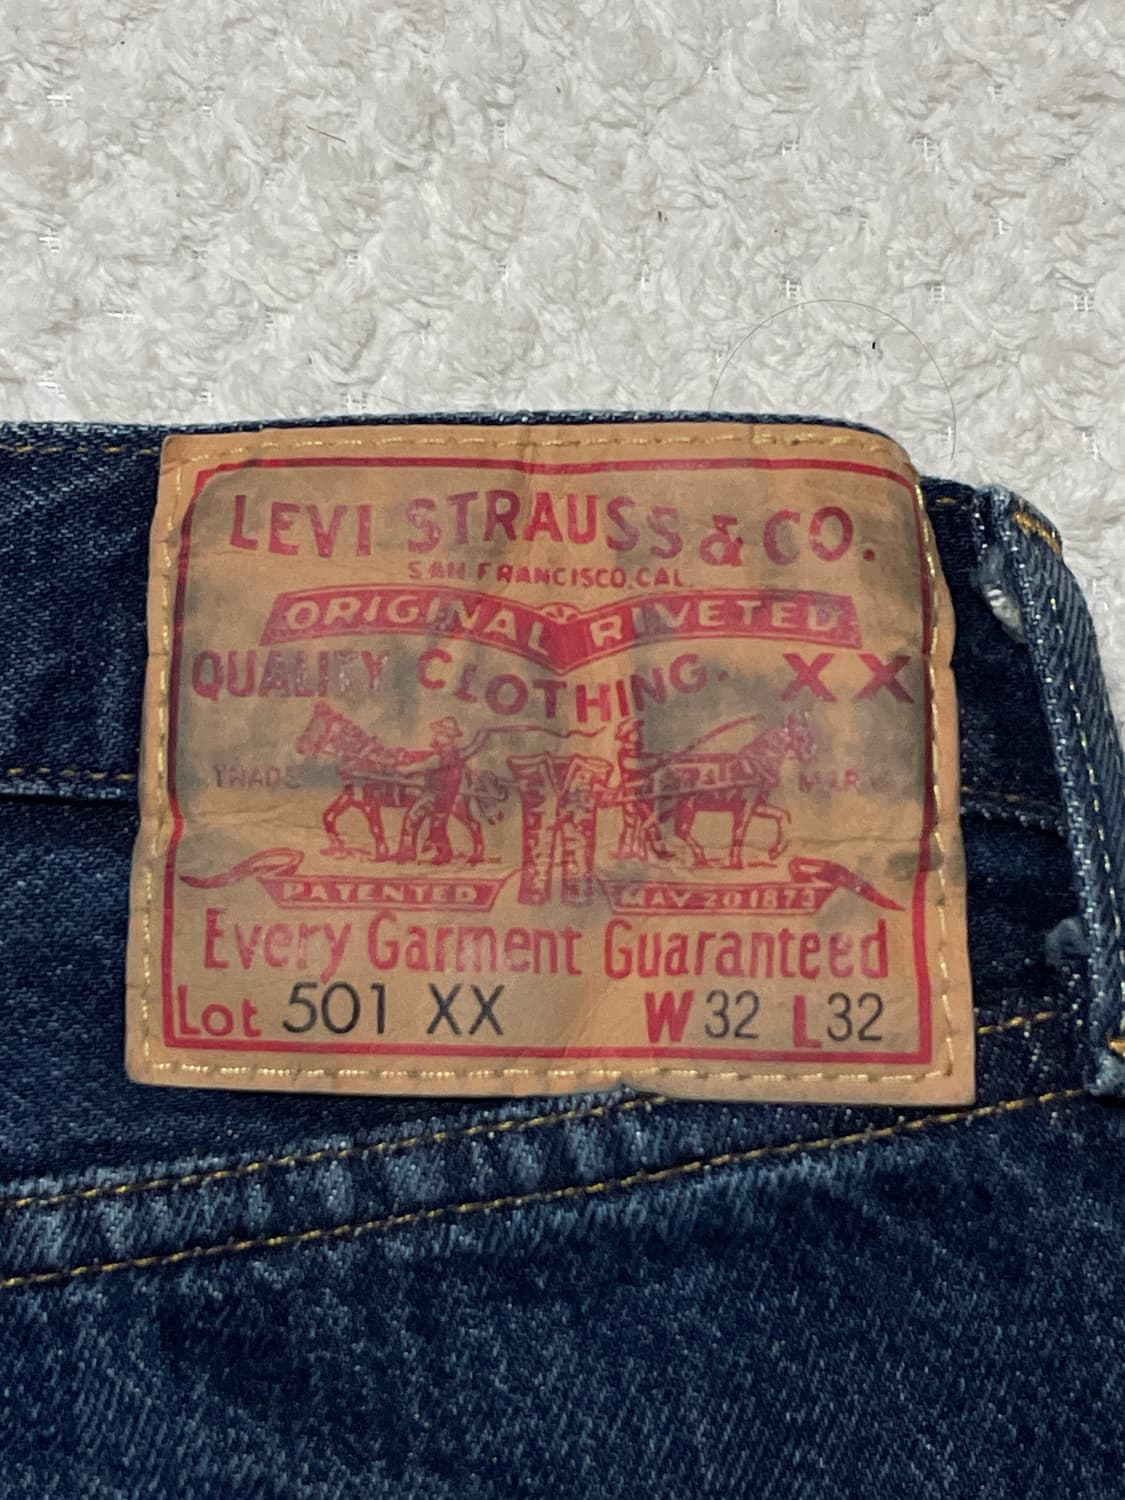 LEVI STRAUSS & CO.
SAN FRANCISCO, CAL.
ORIGINAL RIVETED
QUALITY CLOTHING. XX
TRADE MARK
PATENTED MAY 20 1873
Every Garment Guaranteed
Lot 501 XX W 32 L 32